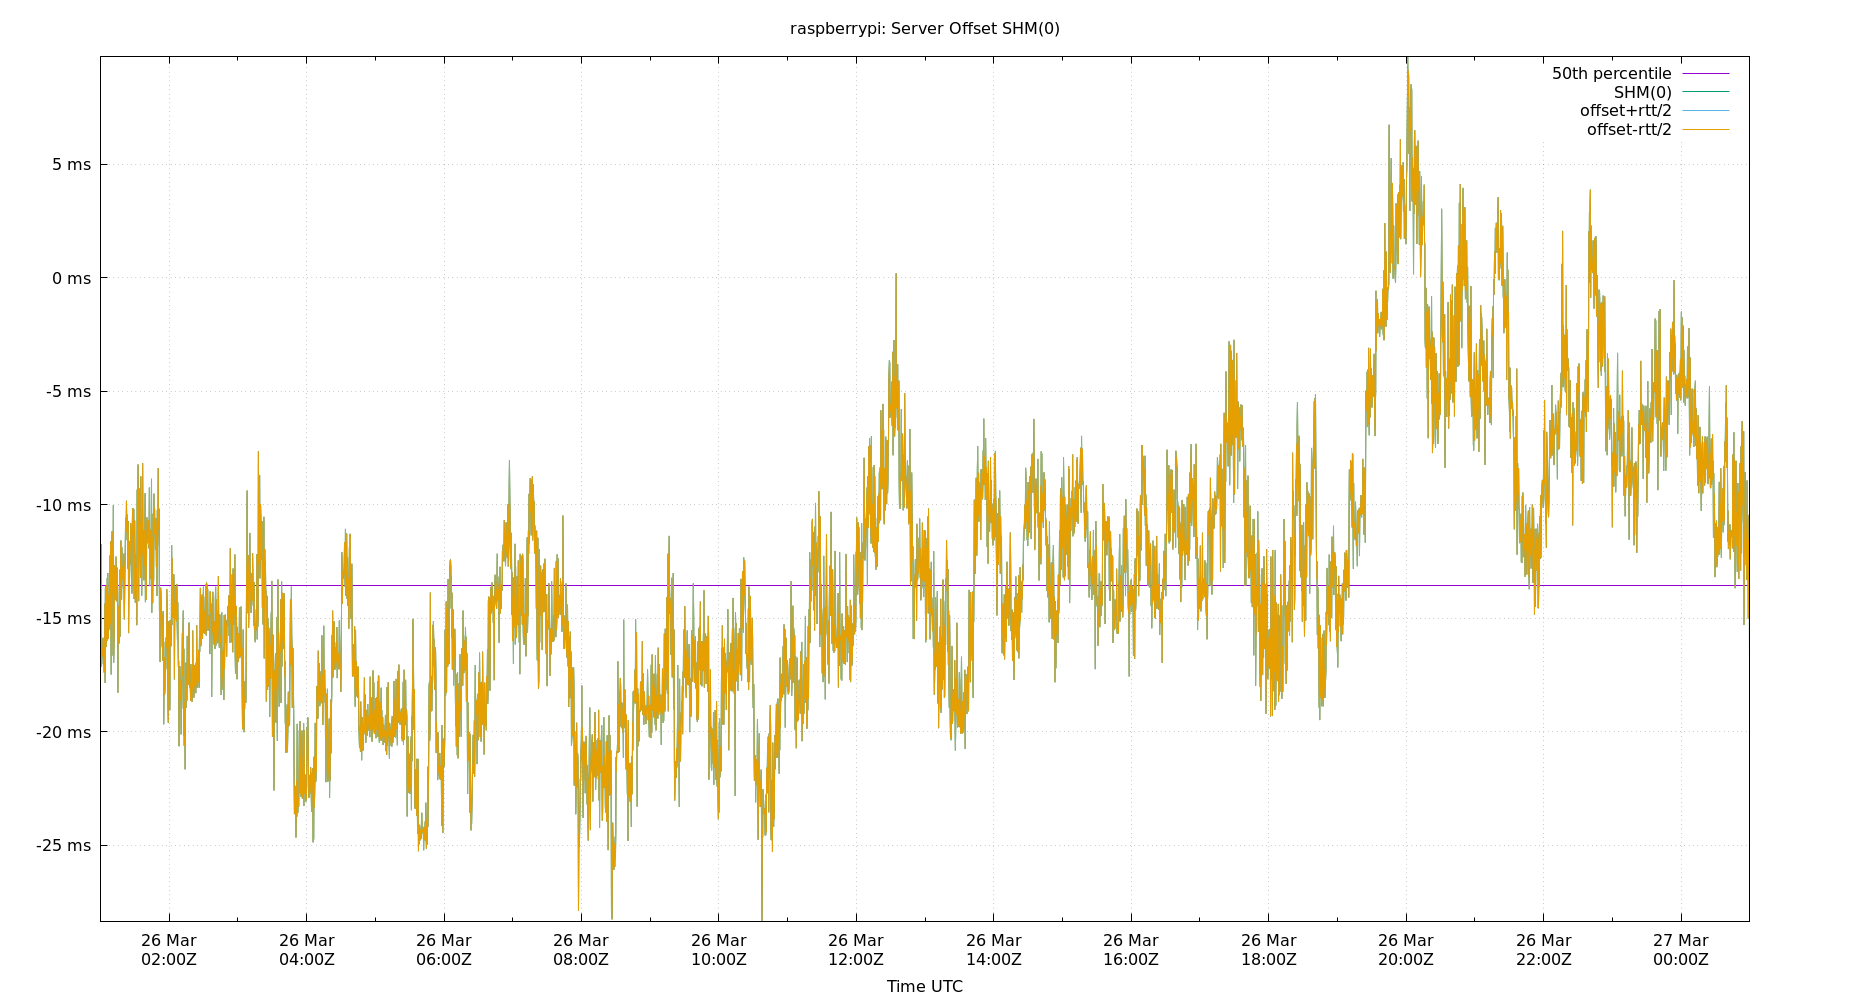 raspberrypi: Server Offset SHM(0)
50th percentile
SHM(0)
offset+rtt/2
offset-rtt/2
5 ms
0 ms
-5 ms
-10 ms
-15 ms
-20 ms
-25 ms
26 Mar 26 Mar 26 Mar 26 Mar 26 Mar 26 Mar 26 Mar 26 Mar 26 Mar 26 Mar 26 Mar 27 Mar
02:00Z 04:00Z 06:00Z 08:00Z 10:00Z 12:00Z 14:00Z 16:00Z 18:00Z 20:00Z 22:00Z 00:00Z
Time UTC